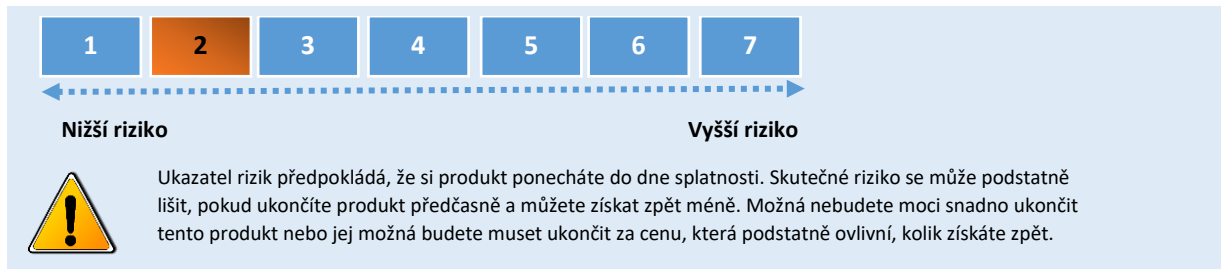 1 2 3 4 5 6 7
Nižší riziko Vyšší riziko
Ukazatel rizik předpokládá, že si produkt ponecháte do dne splatnosti. Skutečné riziko se může podstatně
lišit, pokud ukončíte produkt předčasně a můžete získat zpět méně. Možná nebudete moci snadno ukončit
tento produkt nebo jej možná budete muset ukončit za cenu, která podstatně ovlivní, kolik získáte zpět.